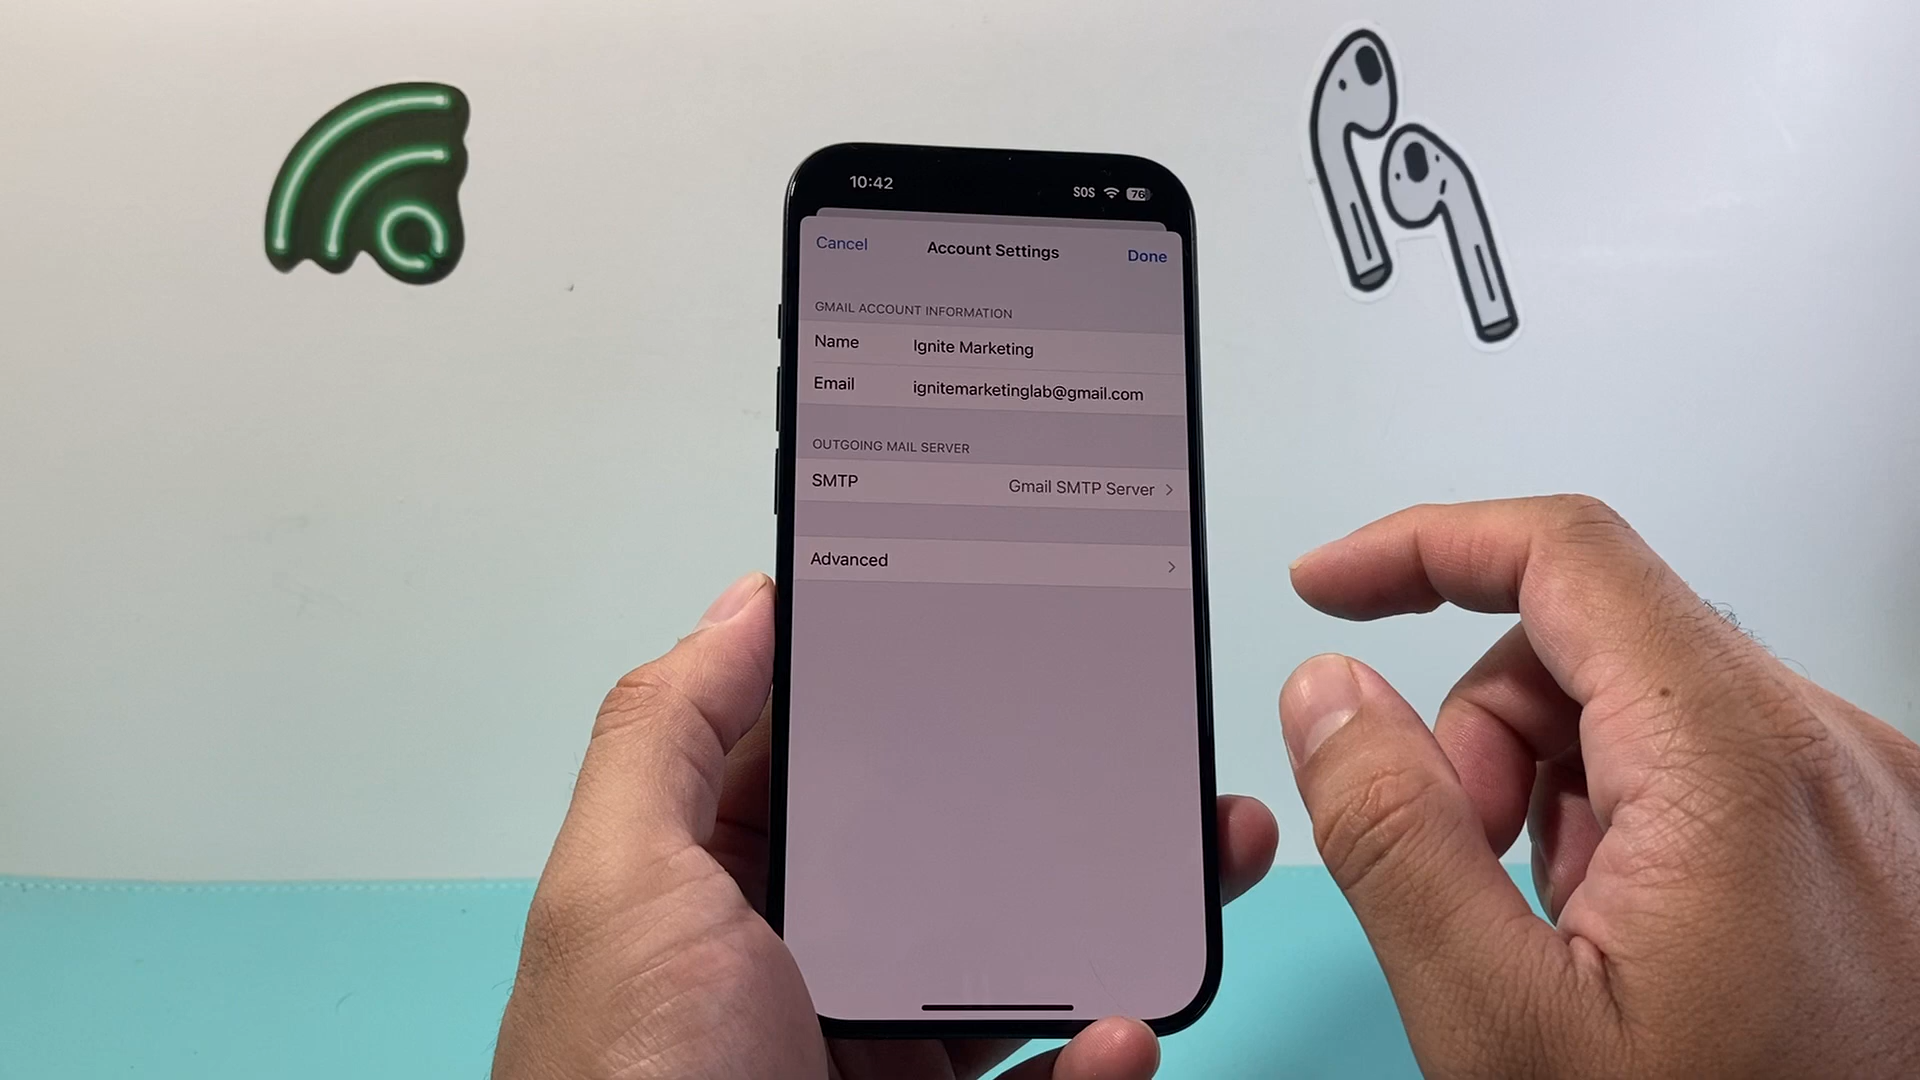 10:42
SOS 76
Cancel Account Settings Done
GMAIL ACCOUNT INFORMATION
Name Ignite Marketing
Email ignitemarketinglab@gmail.com
OUTGOING MAIL SERVER
SMTP Gmail SMTP Server
Advanced